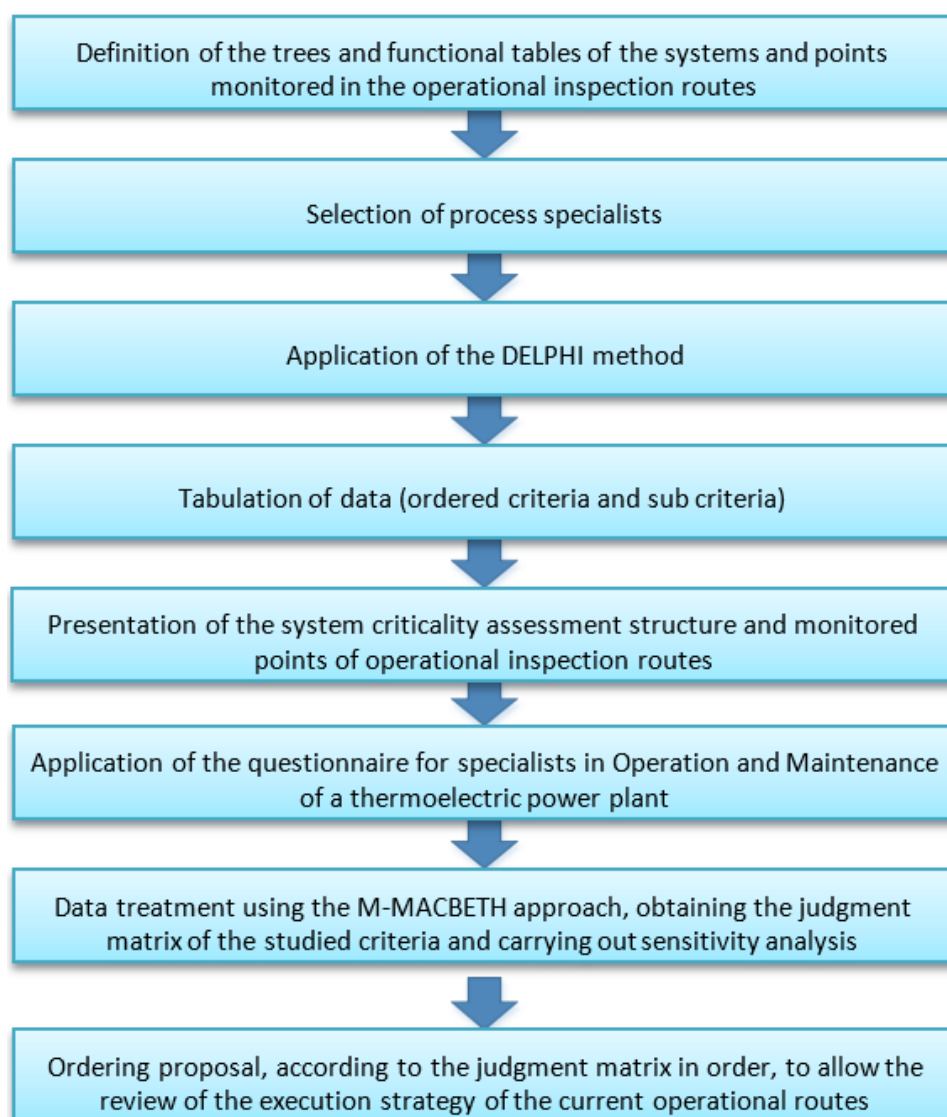 Definition of the trees and functional tables of the systems and points
monitored in the operational inspection routes
Selection of process specialists
Application of the DELPHI method
Tabulation of data (ordered criteria and sub criteria)
Presentation of the system criticality assessment structure and monitored
points of operational inspection routes
Application of the questionnaire for specialists in Operation and Maintenance
of a thermoelectric power plant
Data treatment using the M-MACBETH approach, obtaining the judgment
matrix of the studied criteria and carrying out sensitivity analysis
Ordering proposal, according to the judgment matrix in order, to allow the
review of the execution strategy of the current operational routes